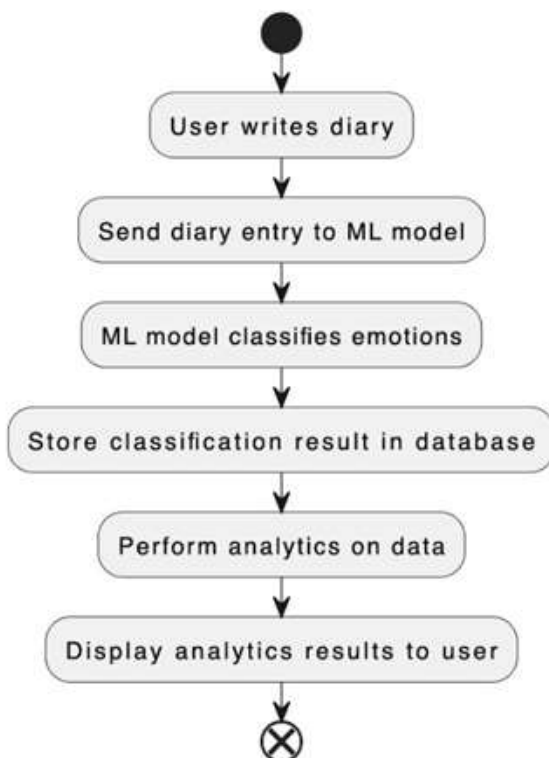 User writes diary
Send diary entry to ML model
ML model classifies emotions
Store classification result in database
Perform analytics on data
Display analytics results to user